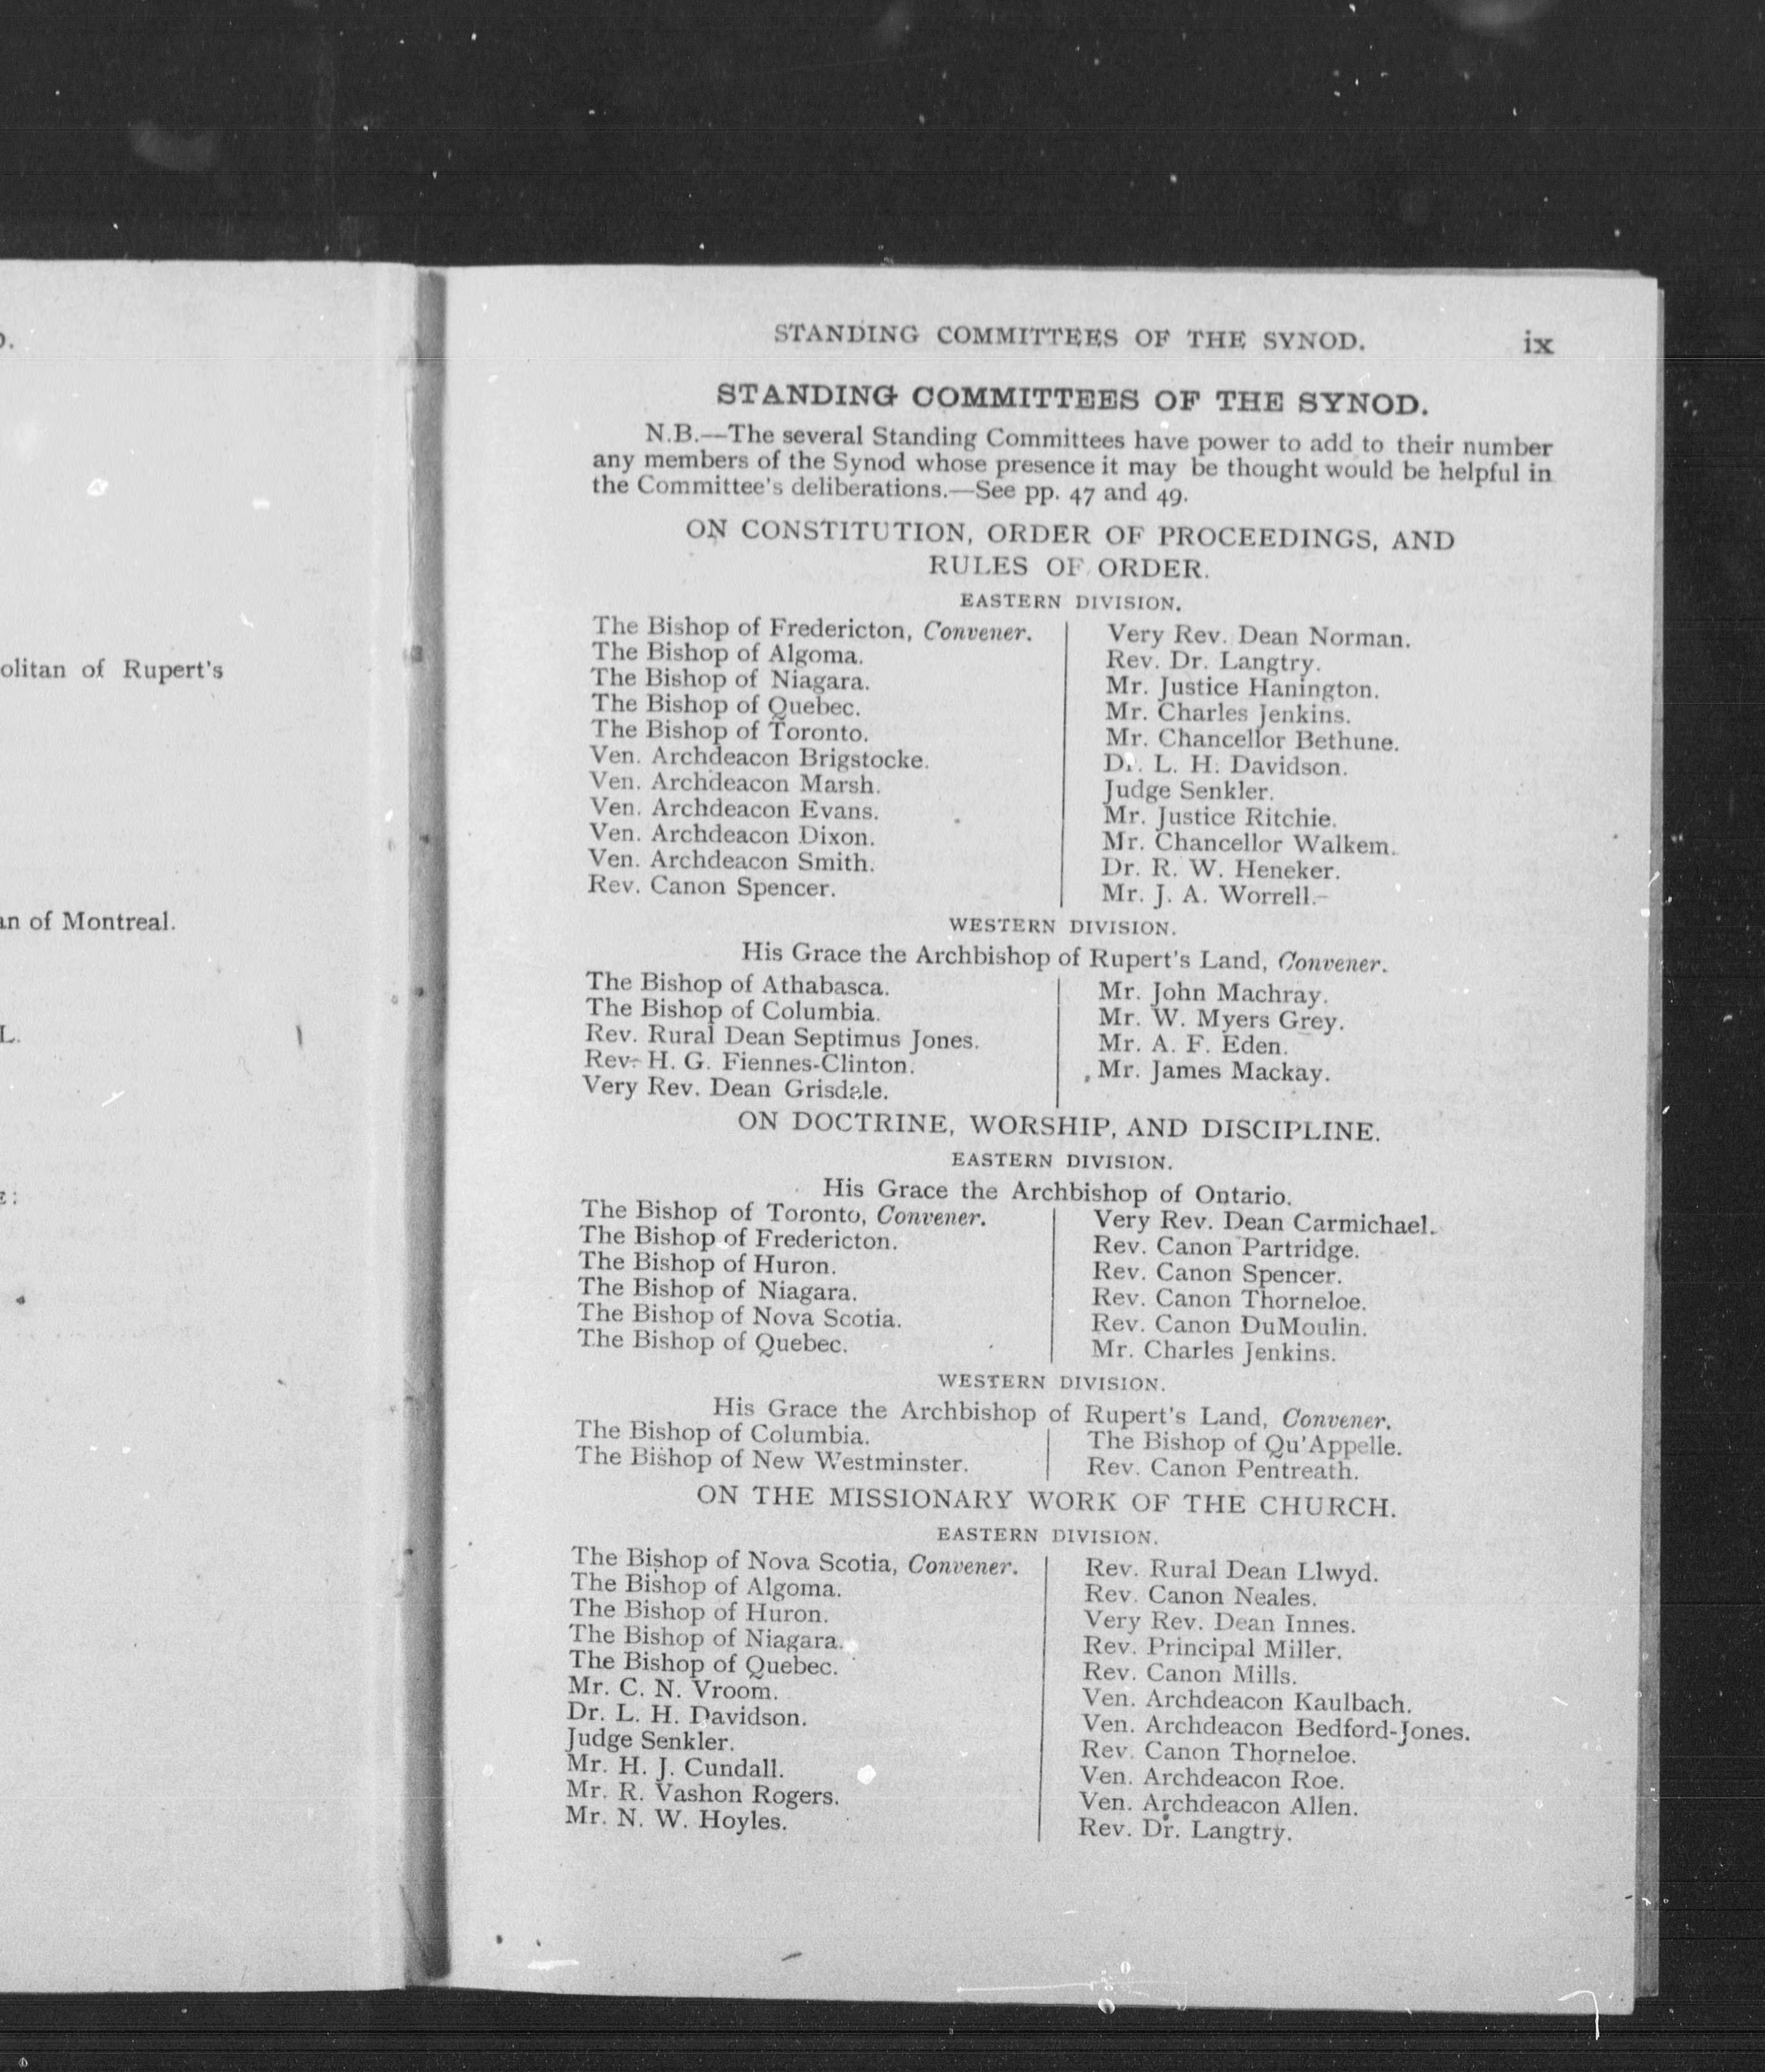 STANDING COMMITTEES OF THE SYNOD. ix
STANDING COMMITTEES OF THE SYNOD.
N.B.—The several Standing Committees have power to add to their number
any members of the Synod whose presence it may be thought would be helpful in
the Committee's deliberations.—See pp. 47 and 49.
ON CONSTITUTION, ORDER OF PROCEEDINGS, AND
RULES OF ORDER.
EASTERN DIVISION.
The Bishop of Fredericton, Convener.
The Bishop of Algoma.
The Bishop of Niagara.
The Bishop of Quebec.
The Bishop of Toronto.
Ven. Archdeacon Brigstocke.
Ven. Archdeacon Marsh.
Ven. Archdeacon Evans.
Ven. Archdeacon Dixon.
Ven. Archdeacon Smith.
Rev. Canon Spencer.
Very Rev. Dean Norman.
Rev. Dr. Langtry.
Mr. Justice Hanington.
Mr. Charles Jenkins.
Mr. Chancellor Bethune.
Dr. L. H. Davidson.
Judge Senkler.
Mr. Justice Ritchie.
Mr. Chancellor Walkem.
Dr. R. W. Heneker.
Mr. J. A. Worrell.
WESTERN DIVISION.
His Grace the Archbishop of Rupert's Land, Convener.
The Bishop of Athabasca.
The Bishop of Columbia.
Rev. Rural Dean Septimus Jones.
Rev. H. G. Fiennes-Clinton.
Very Rev. Dean Grisdale.
Mr. John Machray.
Mr. W. Myers Grey.
Mr. A. F. Eden.
Mr. James Mackay.
ON DOCTRINE, WORSHIP, AND DISCIPLINE.
EASTERN DIVISION.
His Grace the Archbishop of Ontario.
The Bishop of Toronto, Convener.
The Bishop of Fredericton.
The Bishop of Huron.
The Bishop of Niagara.
The Bishop of Nova Scotia.
The Bishop of Quebec.
Very Rev. Dean Carmichael.
Rev. Canon Partridge.
Rev. Canon Spencer.
Rev. Canon Thorneloe.
Rev. Canon DuMoulin.
Mr. Charles Jenkins.
WESTERN DIVISION.
His Grace the Archbishop of Rupert's Land, Convener.
The Bishop of Columbia.
The Bishop of New Westminster.
The Bishop of Qu'Appelle.
Rev. Canon Pentreath.
ON THE MISSIONARY WORK OF THE CHURCH.
EASTERN DIVISION.
The Bishop of Nova Scotia, Convener.
The Bishop of Algoma.
The Bishop of Huron.
The Bishop of Niagara.
The Bishop of Quebec.
Mr. C. N. Vroom.
Dr. L. H. Davidson.
Judge Senkler.
Mr. H. J. Cundall.
Mr. R. Vashon Rogers.
Mr. N. W. Hoyles.
Rev. Rural Dean Llwyd.
Rev. Canon Neales.
Very Rev. Dean Innes.
Rev. Principal Miller.
Rev. Canon Mills.
Ven. Archdeacon Kaulbach.
Ven. Archdeacon Bedford-Jones.
Rev. Canon Thorneloe.
Ven. Archdeacon Roe.
Ven. Archdeacon Allen.
Rev. Dr. Langtry.
olitan of Rupert's
an of Montreal.
L.